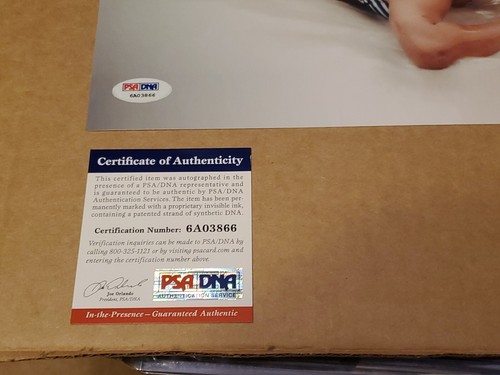 PSA DNA
6A03866
Certificate of Authenticity
This certified item was autographed in the
presence of a PSA/DNA representative and
is guaranteed to be authentic by PSA/DNA
Authentication Services. The item has been per-
manently marked with a proprietary invisible ink,
containing a patented strand of synthetic DNA.
Certification Number: 6A03866
Verification inquiries can be made to PSA/DNA by
calling 800-325-1121 or by visiting psacard.com and
entering the certification number above.
Joe Orlando
President, PSA/DNA
PSA DNA
AUTHENTICATION SERVICE
In-the-Presence – Guaranteed Authentic